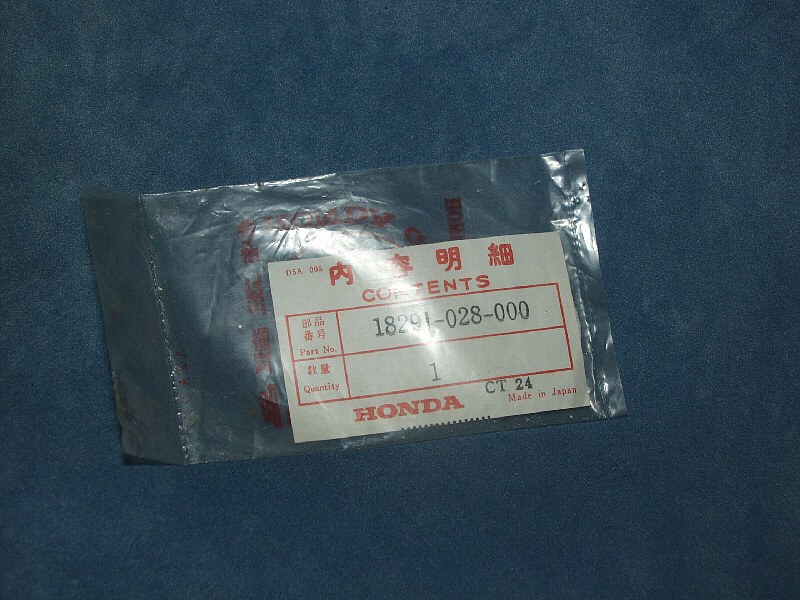 D5A 005
内容明細
CONTENTS
部品
番号
Part No.
18291-028-000
数量
Quantity
1
CT 24
HONDA
Made in Japan